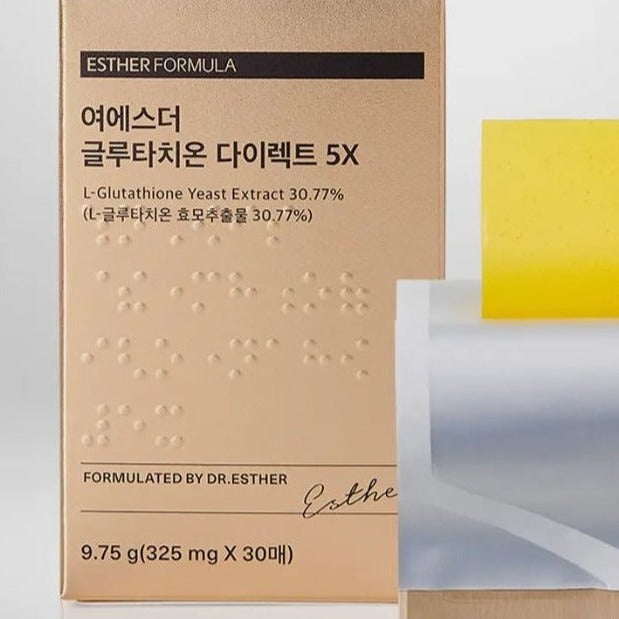 ESTHER FORMULA
여에스더
글루타치온 다이렉트 5X
L-Glutathione Yeast Extract 30.77%
(L-글루타치온 효모추출물 30.77%)
FORMULATED BY DR.ESTHER
Esthe
9.75 g(325 mg X 30매)